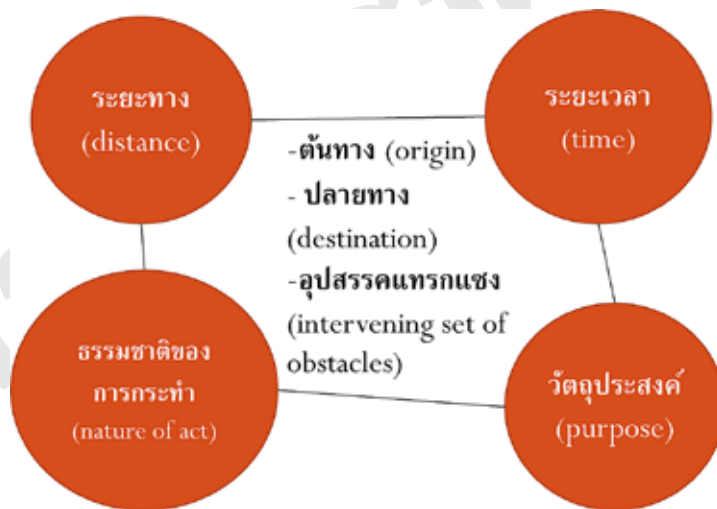 ระยะทาง
(distance)
ระยะเวลา
(time)
-ต้นทาง (origin)
- ปลายทาง
(destination)
-อุปสรรคแทรกแซง
(intervening set of
obstacles)
ธรรมชาติของ
การกระทำ
(nature of act)
วัตถุประสงค์
(purpose)